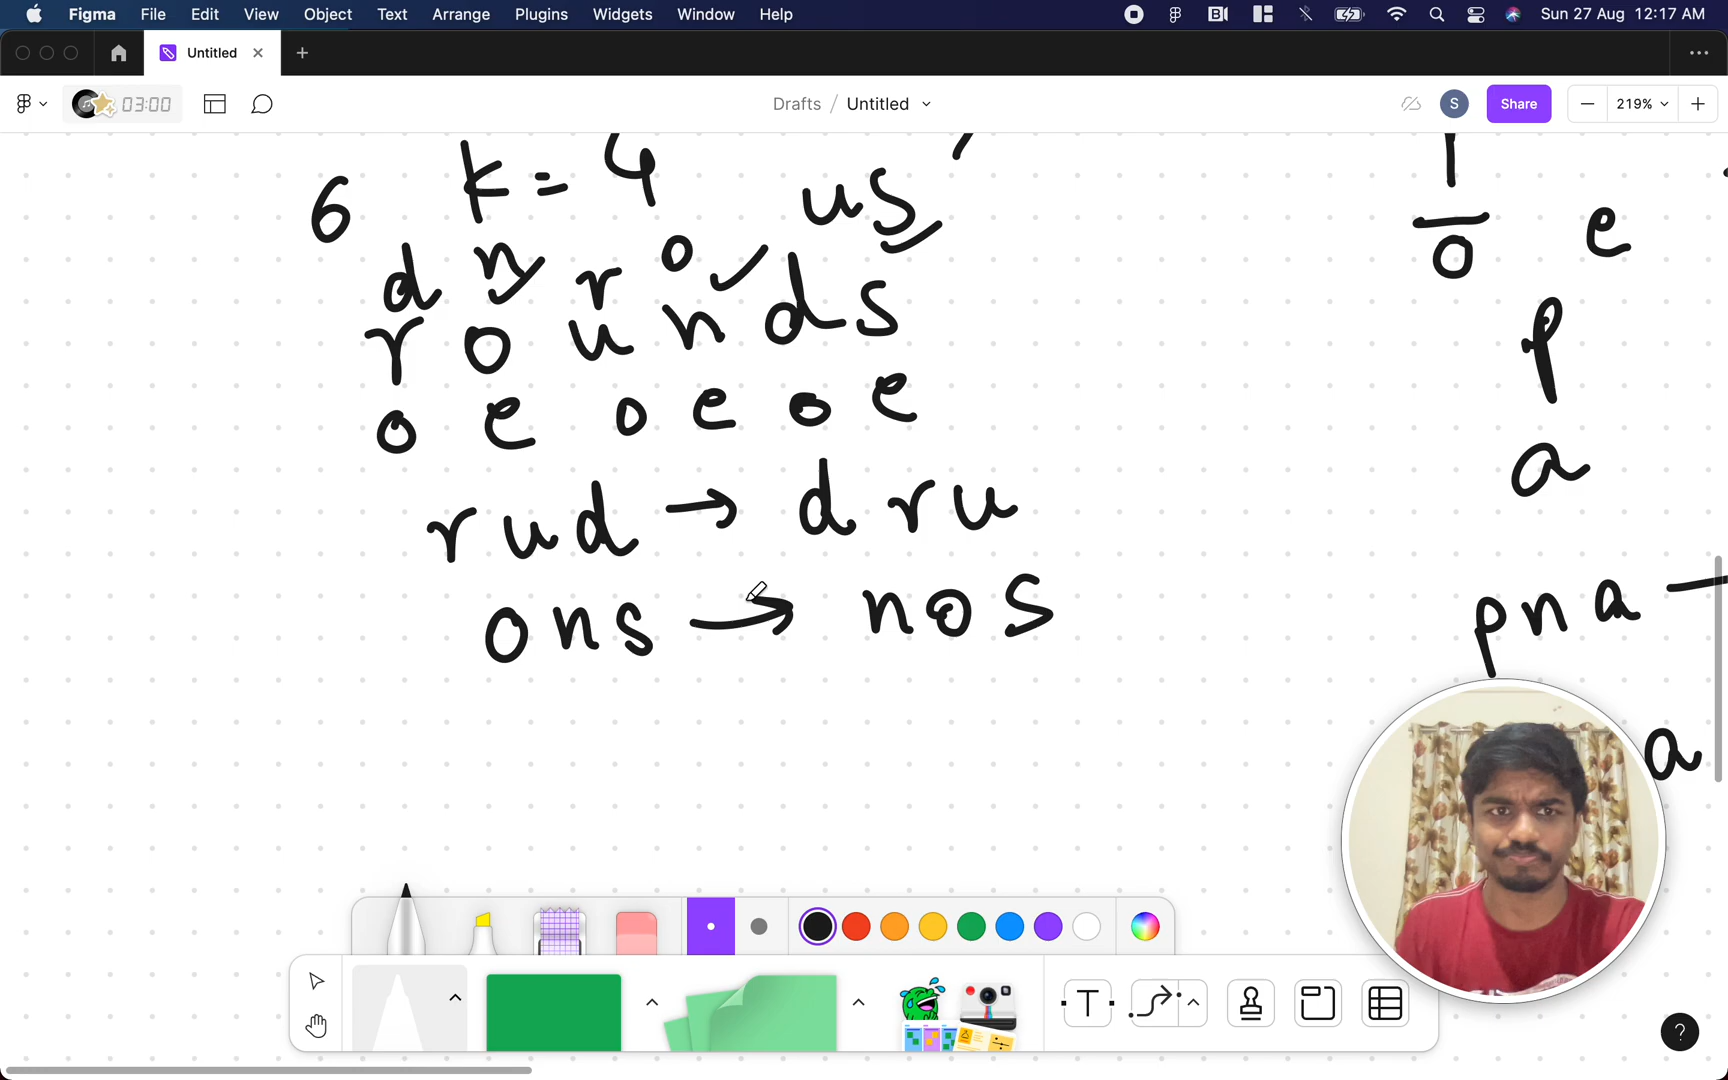 Figma File Edit View Object Text Arrange Plugins Widgets Window Help Sun 27 Aug 12:17 AM
Untitled
03:00 Drafts / Untitled S Share 219%
6 k = 4 us
d n r o
r o u n d s
o e o e o e
rud → dru
ons → nos
o e
p
a
pna
a
T
?